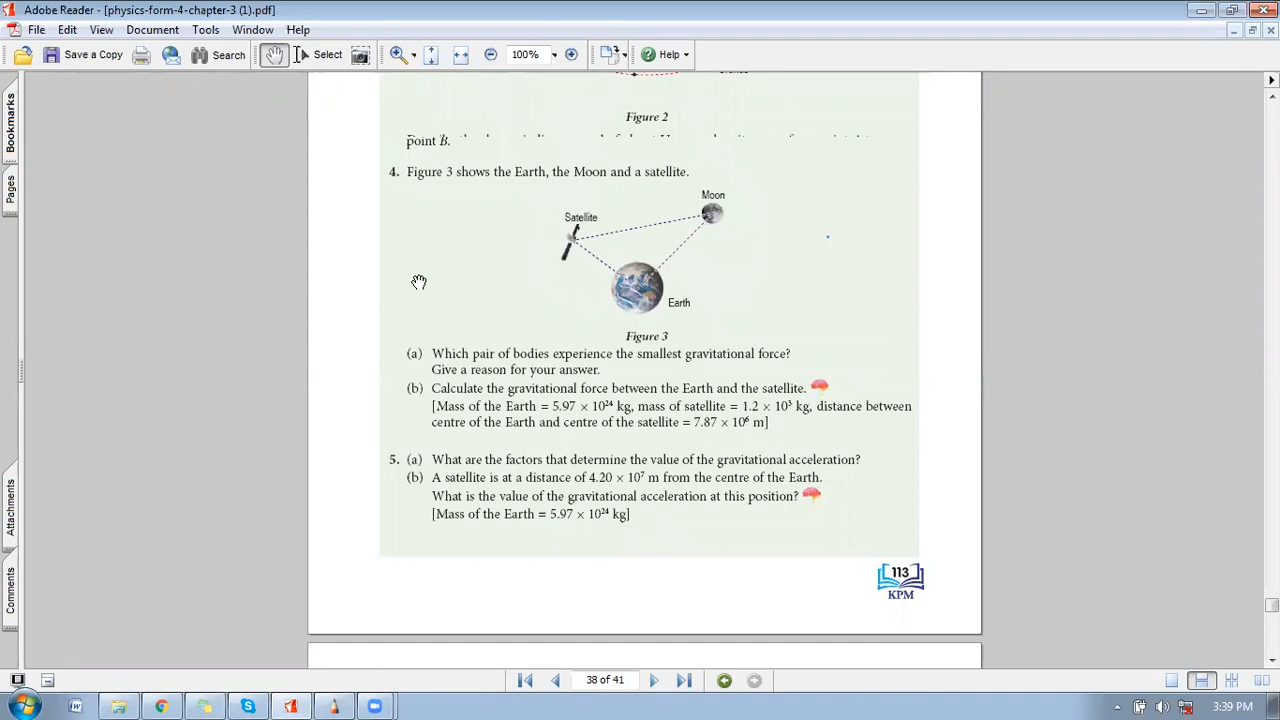 Adobe Reader - [physics-form-4-chapter-3 (1).pdf]
File Edit View Document Tools Window Help
Save a Copy Search Select 100% Help
Bookmarks
Pages
Attachments
Comments
Figure 2
point B.
4. Figure 3 shows the Earth, the Moon and a satellite.
Moon
Satellite
Earth
Figure 3
(a) Which pair of bodies experience the smallest gravitational force?
Give a reason for your answer.
(b) Calculate the gravitational force between the Earth and the satellite.
[Mass of the Earth = 5.97 × 10²⁴ kg, mass of satellite = 1.2 × 10³ kg, distance between
centre of the Earth and centre of the satellite = 7.87 × 10⁶ m]
5. (a) What are the factors that determine the value of the gravitational acceleration?
(b) A satellite is at a distance of 4.20 × 10⁷ m from the centre of the Earth.
What is the value of the gravitational acceleration at this position?
[Mass of the Earth = 5.97 × 10²⁴ kg]
113
KPM
38 of 41
3:39 PM